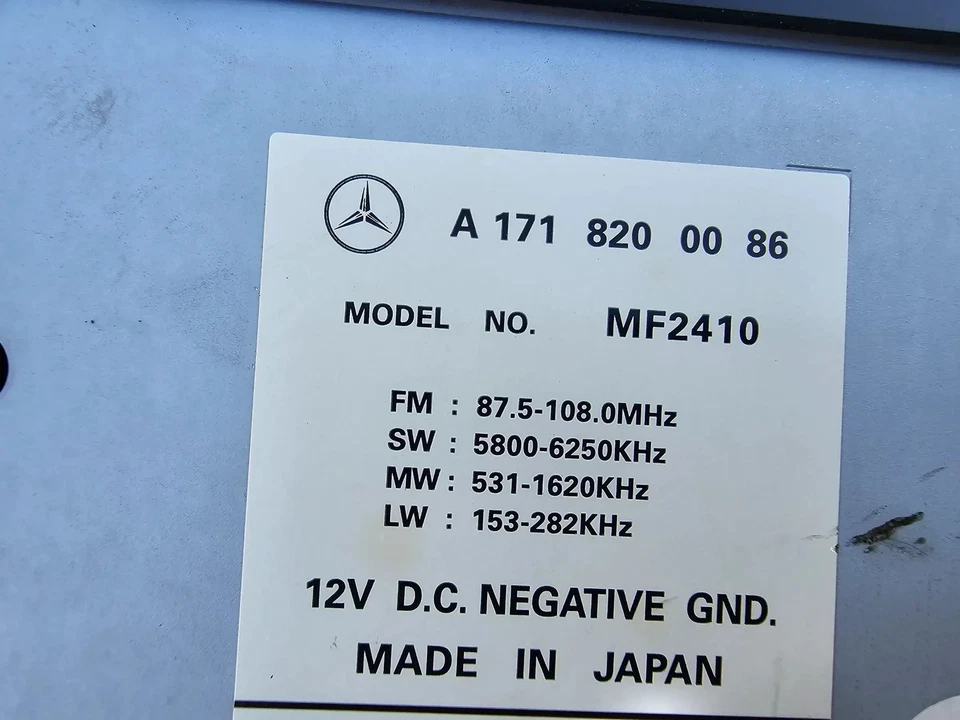 A 171 820 00 86
MODEL NO. MF2410
FM : 87.5-108.0MHz
SW : 5800-6250KHz
MW : 531-1620KHz
LW : 153-282KHz
12V D.C. NEGATIVE GND.
MADE IN JAPAN